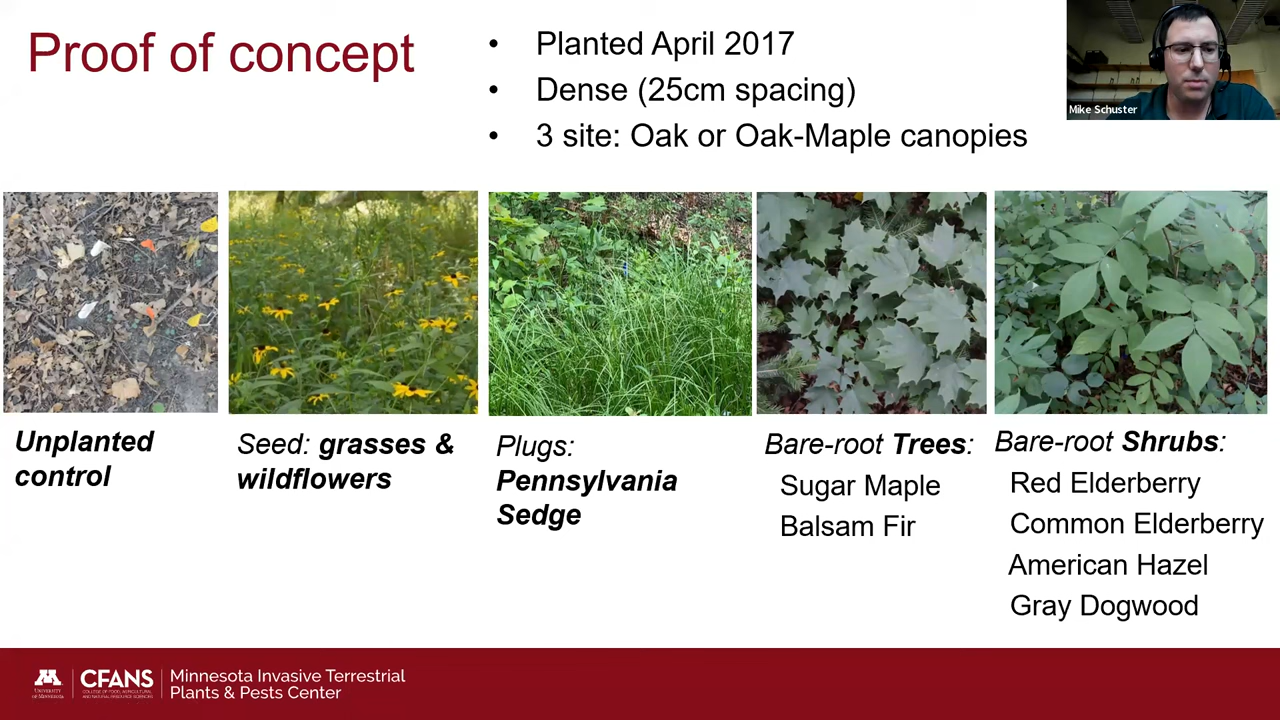 Proof of concept
• Planted April 2017
• Dense (25cm spacing)
• 3 site: Oak or Oak-Maple canopies
Mike Schuster
Unplanted
control
Seed: grasses &
wildflowers
Plugs:
Pennsylvania
Sedge
Bare-root Trees:
Sugar Maple
Balsam Fir
Bare-root Shrubs:
Red Elderberry
Common Elderberry
American Hazel
Gray Dogwood
M
UNIVERSITY
OF MINNESOTA
CFANS
COLLEGE OF FOOD, AGRICULTURAL
AND NATURAL RESOURCE SCIENCES
Minnesota Invasive Terrestrial
Plants & Pests Center